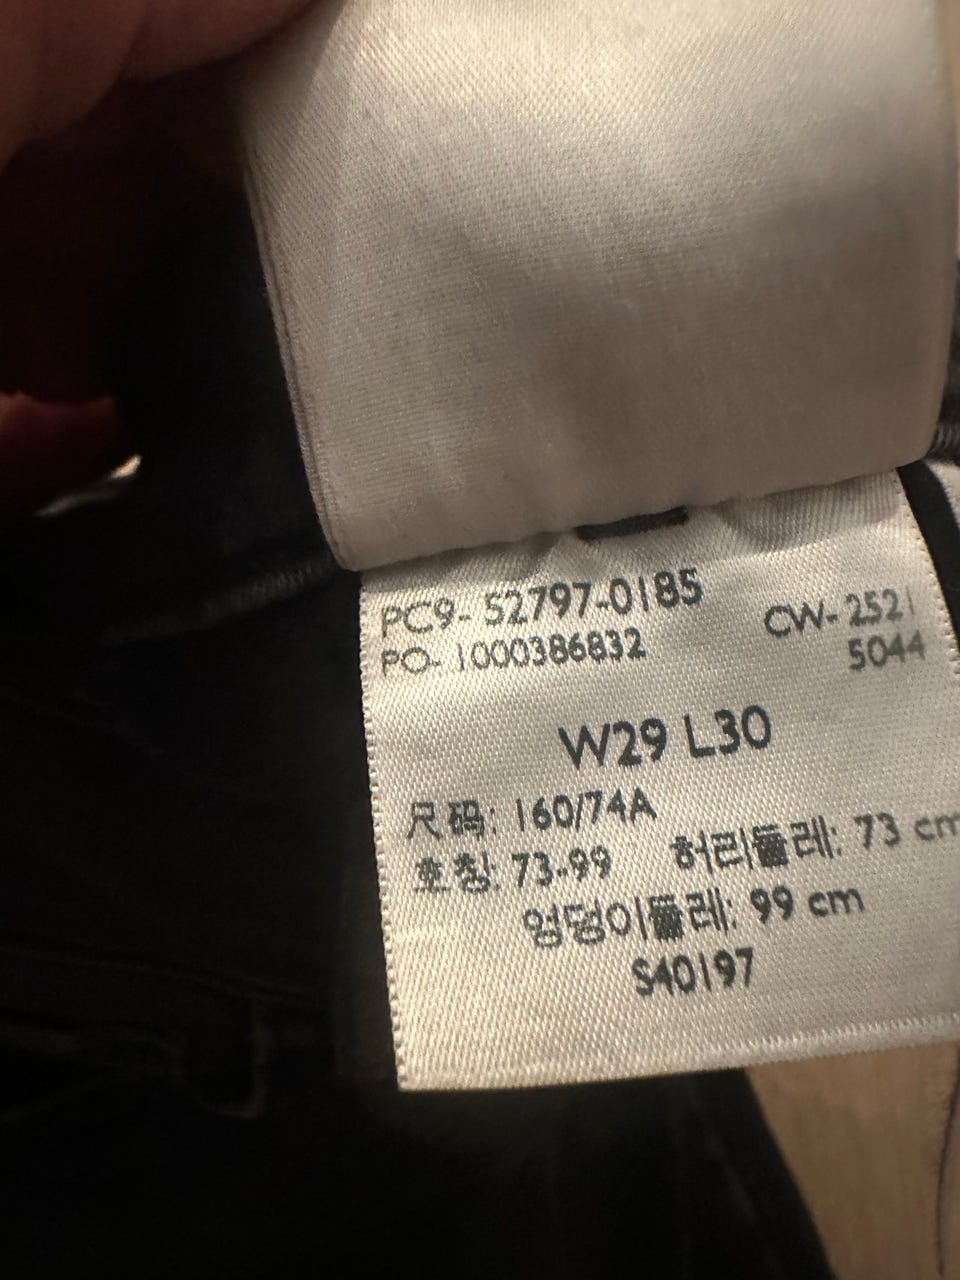 PC9- 52797-0185
CW- 2521
PO- 1000386832
5044
W29 L30
尺码: 160/74A
호칭: 73-99 허리둘레: 73 cm
엉덩이둘레: 99 cm
S40197